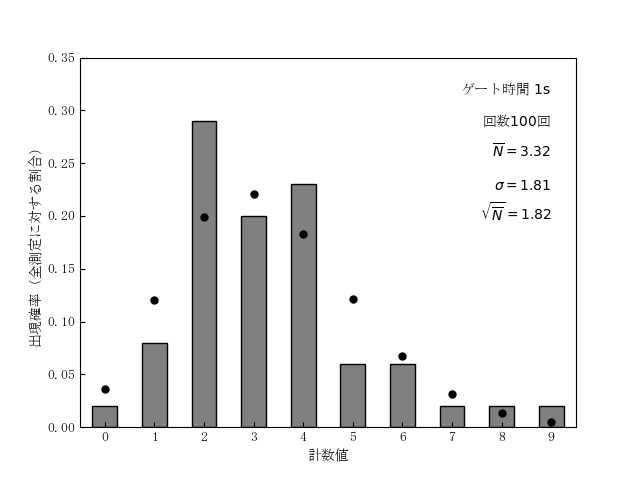 0.35
0.30
0.25
0.20
0.15
0.10
0.05
0.00
出現確率（全測定に対する割合）
ゲート時間 1s
回数100回
N̅ = 3.32
σ = 1.81
√N̅ = 1.82
0 1 2 3 4 5 6 7 8 9
計数値